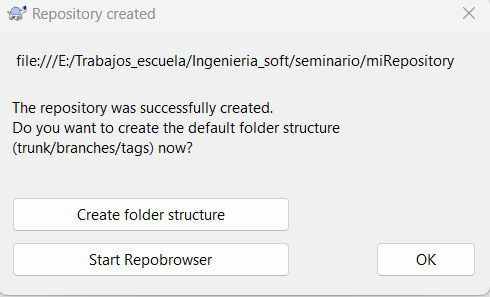 Repository created
file:///E:/Trabajos_escuela/Ingenieria_soft/seminario/miRepository
The repository was successfully created.
Do you want to create the default folder structure
(trunk/branches/tags) now?
Create folder structure
Start Repobrowser
OK